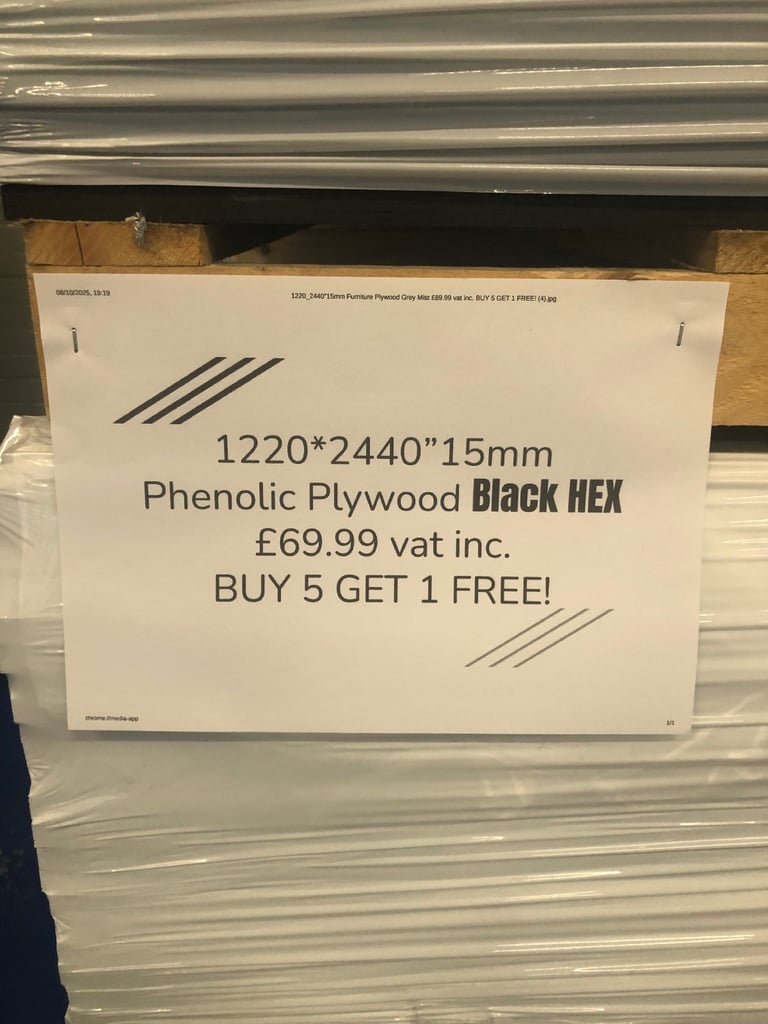 08/10/2025, 19:19
1220_2440*15mm Furniture Plywood Grey Mist £89.99 vat inc. BUY 5 GET 1 FREE! (4).jpg
1220*2440”15mm
Phenolic Plywood Black HEX
£69.99 vat inc.
BUY 5 GET 1 FREE!
chrome://media-app
1/1